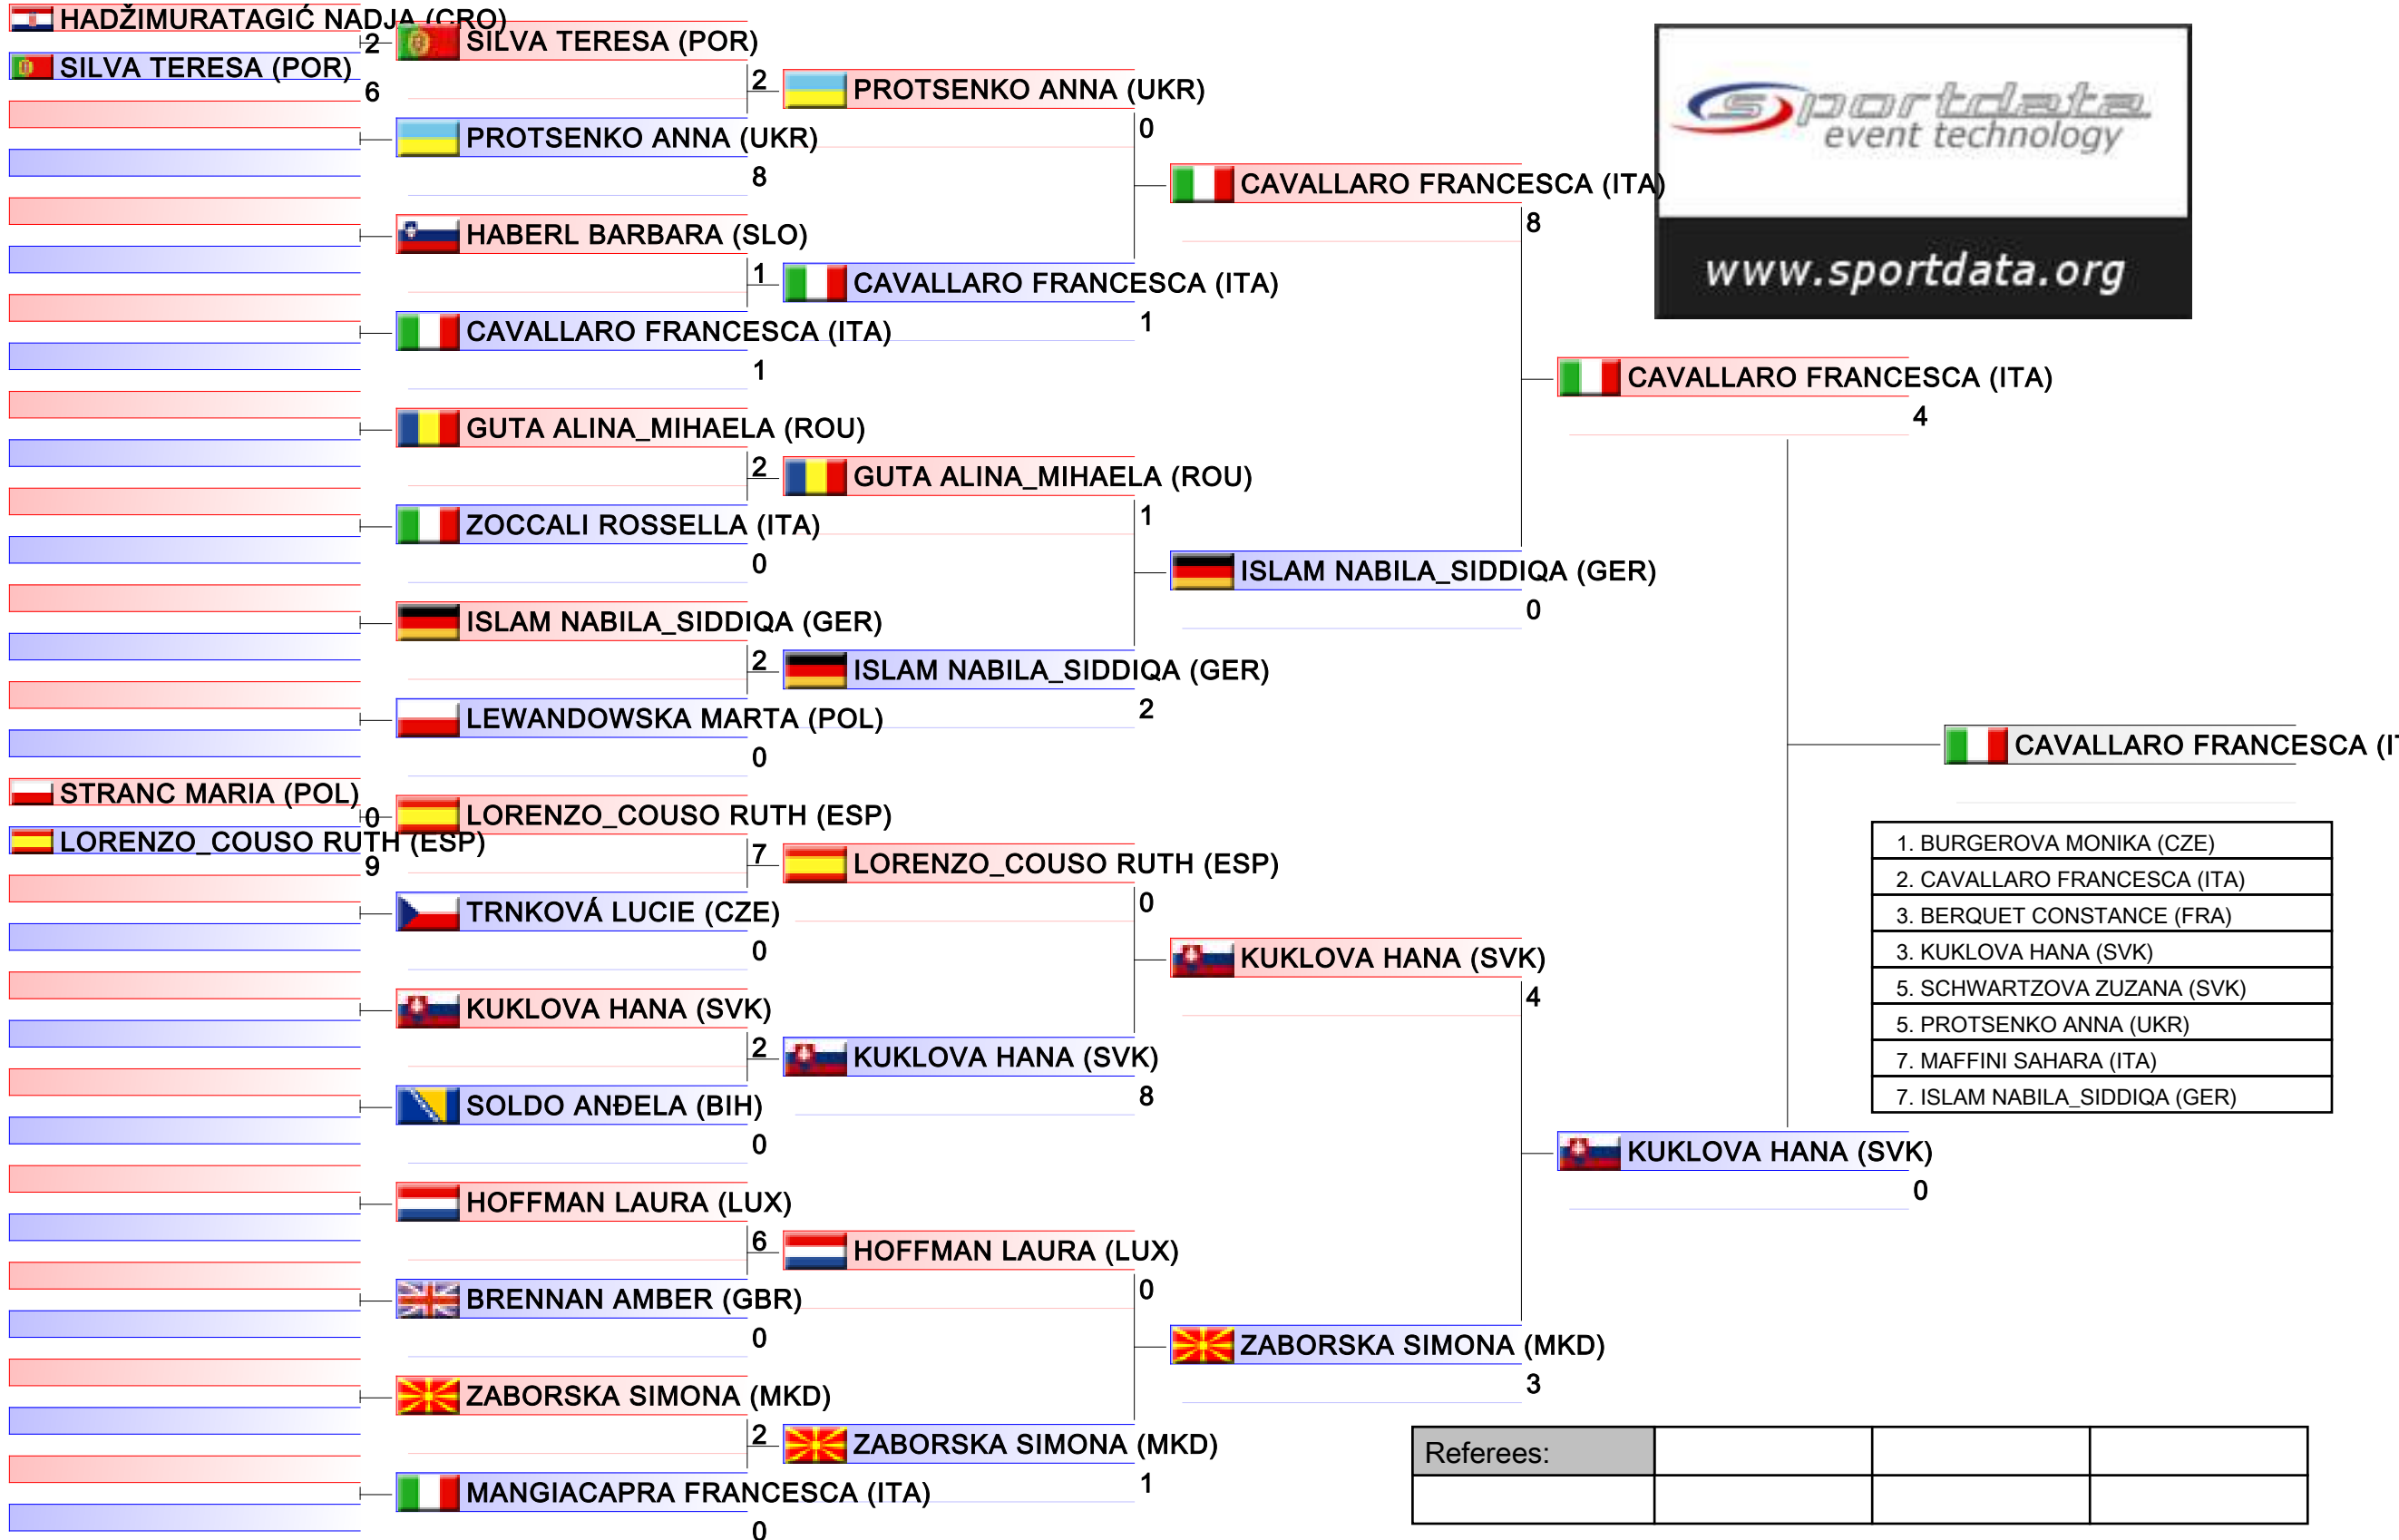 HADŽIMURATAGIĆ NADJA (CRO)
2
SILVA TERESA (POR)
6
STRANC MARIA (POL)
0
LORENZO_COUSO RUTH (ESP)
9
SILVA TERESA (POR)
2
PROTSENKO ANNA (UKR)
8
HABERL BARBARA (SLO)
1
CAVALLARO FRANCESCA (ITA)
1
GUTA ALINA_MIHAELA (ROU)
2
ZOCCALI ROSSELLA (ITA)
0
ISLAM NABILA_SIDDIQA (GER)
2
LEWANDOWSKA MARTA (POL)
0
LORENZO_COUSO RUTH (ESP)
7
TRNKOVÁ LUCIE (CZE)
0
KUKLOVA HANA (SVK)
2
SOLDO ANĐELA (BIH)
0
HOFFMAN LAURA (LUX)
6
BRENNAN AMBER (GBR)
0
ZABORSKA SIMONA (MKD)
2
MANGIACAPRA FRANCESCA (ITA)
0
PROTSENKO ANNA (UKR)
0
CAVALLARO FRANCESCA (ITA)
1
GUTA ALINA_MIHAELA (ROU)
1
ISLAM NABILA_SIDDIQA (GER)
2
LORENZO_COUSO RUTH (ESP)
0
KUKLOVA HANA (SVK)
8
HOFFMAN LAURA (LUX)
0
ZABORSKA SIMONA (MKD)
1
CAVALLARO FRANCESCA (ITA)
8
ISLAM NABILA_SIDDIQA (GER)
0
KUKLOVA HANA (SVK)
4
ZABORSKA SIMONA (MKD)
3
CAVALLARO FRANCESCA (ITA)
4
KUKLOVA HANA (SVK)
0
CAVALLARO FRANCESCA (IT
sportdata
event technology
www.sportdata.org
1. BURGEROVA MONIKA (CZE)
2. CAVALLARO FRANCESCA (ITA)
3. BERQUET CONSTANCE (FRA)
3. KUKLOVA HANA (SVK)
5. SCHWARTZOVA ZUZANA (SVK)
5. PROTSENKO ANNA (UKR)
7. MAFFINI SAHARA (ITA)
7. ISLAM NABILA_SIDDIQA (GER)
Referees: